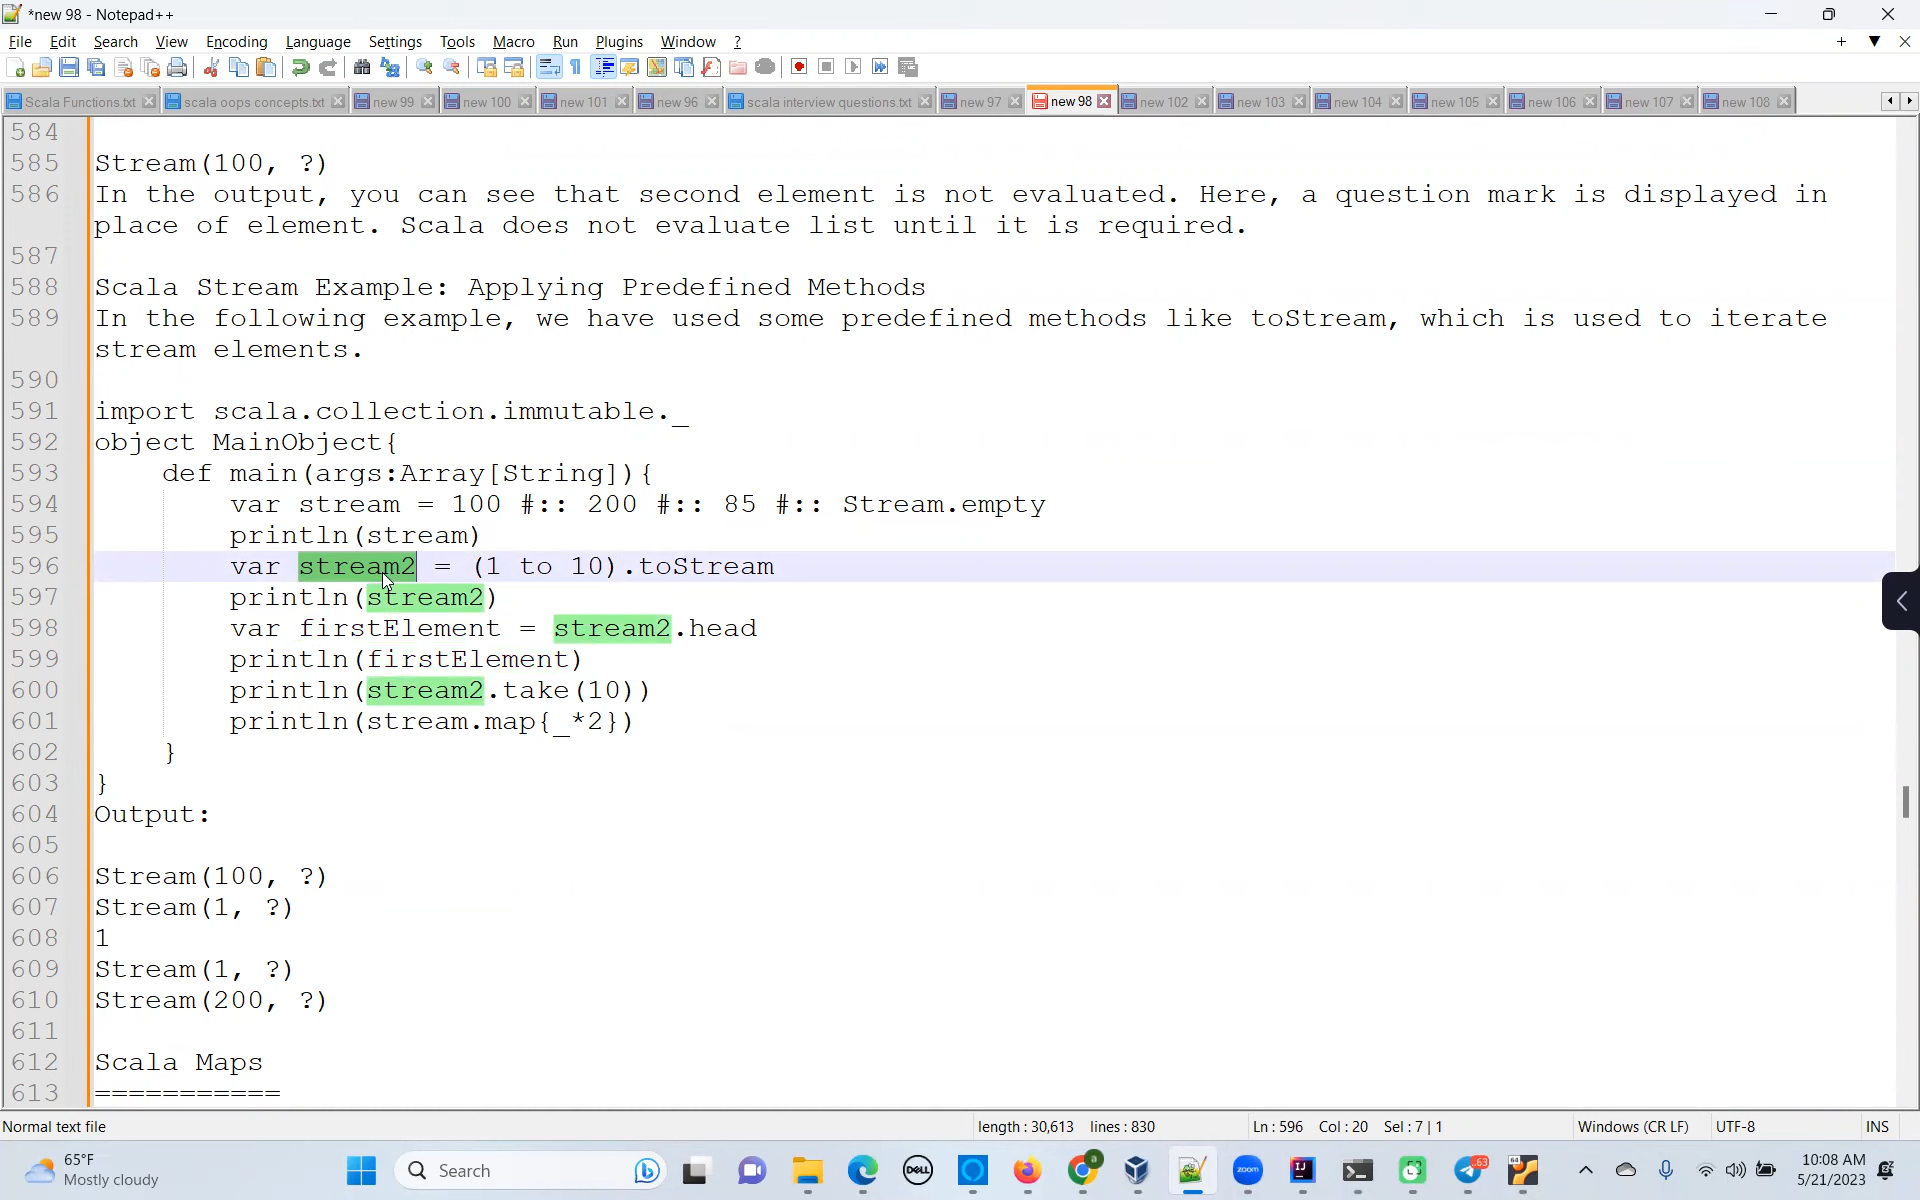 *new 98 - Notepad++
File Edit Search View Encoding Language Settings Tools Macro Run Plugins Window ?
Scala Functions.txt scala oops concepts.txt new 99 new 100 new 101 new 96 scala interview questions.txt new 97 new 98 new 102 new 103 new 104 new 105 new 106 new 107 new 108
584
585 Stream(100, ?)
586 In the output, you can see that second element is not evaluated. Here, a question mark is displayed in
place of element. Scala does not evaluate list until it is required.
587
588 Scala Stream Example: Applying Predefined Methods
589 In the following example, we have used some predefined methods like toStream, which is used to iterate
stream elements.
590
591 import scala.collection.immutable._
592 object MainObject{
593 def main(args:Array[String]){
594 var stream = 100 #:: 200 #:: 85 #:: Stream.empty
595 println(stream)
596 var stream2 = (1 to 10).toStream
597 println(stream2)
598 var firstElement = stream2.head
599 println(firstElement)
600 println(stream2.take(10))
601 println(stream.map{_*2})
602 }
603 }
604 Output:
605
606 Stream(100, ?)
607 Stream(1, ?)
608 1
609 Stream(1, ?)
610 Stream(200, ?)
611
612 Scala Maps
613 ===========
Normal text file length : 30,613 lines : 830 Ln : 596 Col : 20 Sel : 7 | 1 Windows (CR LF) UTF-8 INS
65°F
Mostly cloudy
Search
DELL
zoom
IJ
63
64
a
10:08 AM
5/21/2023